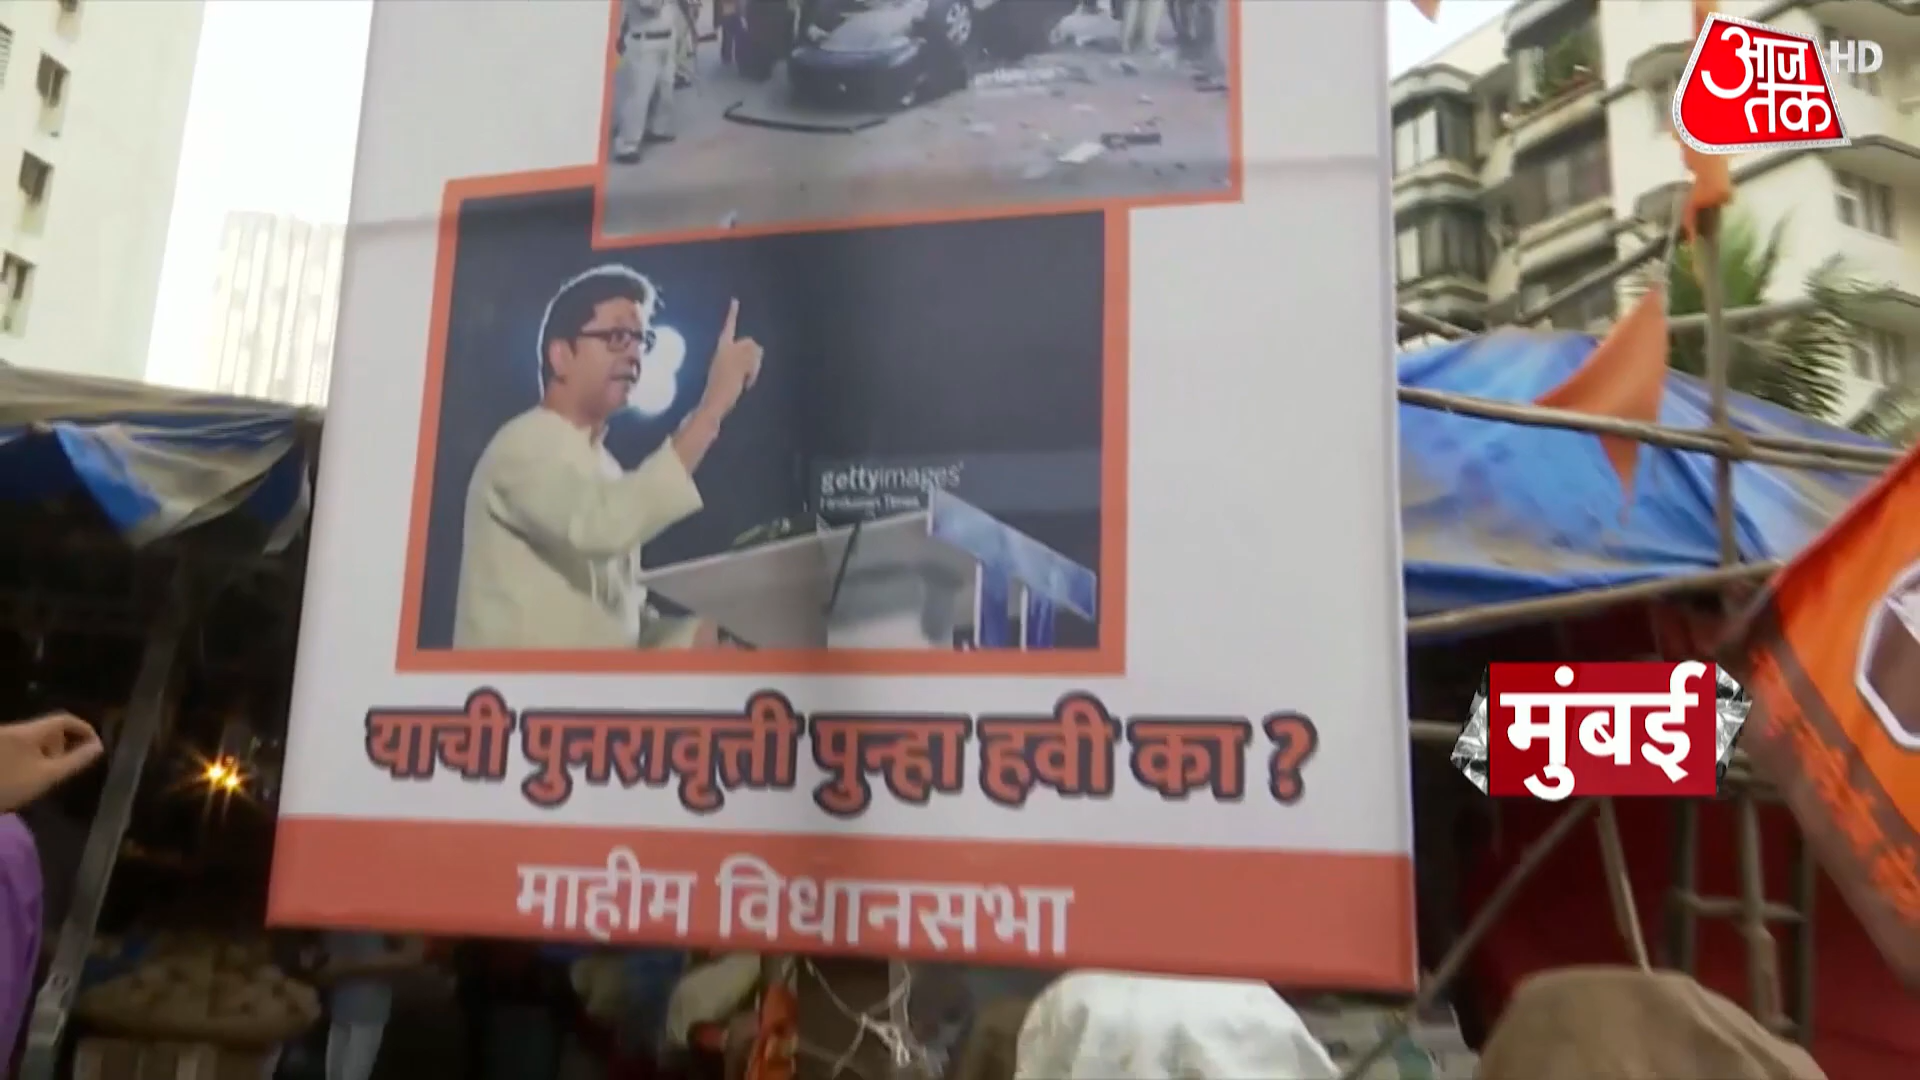 आज तक HD
gettyimages
याची पुनरावृत्ती पुन्हा हवी का ?
मुंबई
माहीम विधानसभा